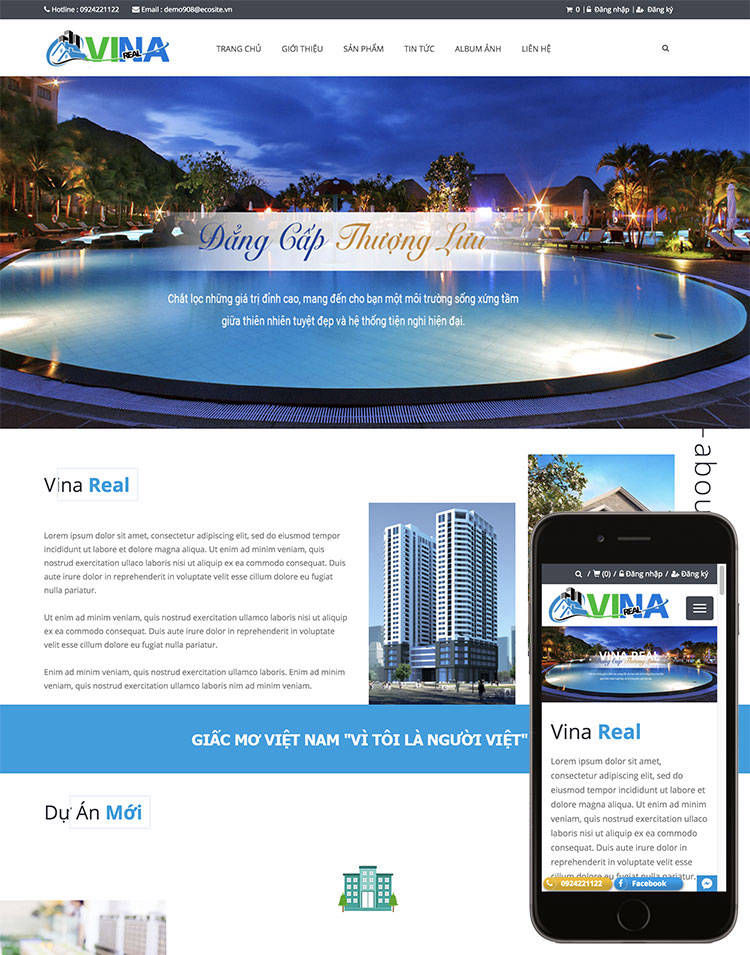 Hotline : 0924221122 Email : demo908@ecosite.vn 0 | Đăng nhập | Đăng ký
VINA
REAL
TRANG CHỦ GIỚI THIỆU SẢN PHẨM TIN TỨC ALBUM ẢNH LIÊN HỆ
Đẳng Cấp Thượng Lưu
Chắt lọc những giá trị đỉnh cao, mang đến cho bạn một môi trường sống xứng tầm
giữa thiên nhiên tuyệt đẹp và hệ thống tiện nghi hiện đại.
Vina Real
Lorem ipsum dolor sit amet, consectetur adipiscing elit, sed do eiusmod tempor
incididunt ut labore et dolore magna aliqua. Ut enim ad minim veniam, quis
nostrud exercitation ullamco laboris nisi ut aliquip ex ea commodo consequat. Duis
aute irure dolor in reprehenderit in voluptate velit esse cillum dolore eu fugiat
nulla pariatur.
Ut enim ad minim veniam, quis nostrud exercitation ullamco laboris nisi ut aliquip
ex ea commodo consequat. Duis aute irure dolor in reprehenderit in voluptate
velit esse cillum dolore eu fugiat nulla pariatur.
Enim ad minim veniam, quis nostrud exercitation ullamco laboris. Enim ad minim
veniam, quis nostrud exercitation ullamco laboris nim ad minim veniam.
–abou
GIẤC MƠ VIỆT NAM "VÌ TÔI LÀ NGƯỜI VIỆT"
Dự Án Mới
/ (0) / Đăng nhập / Đăng ký
VINA
REAL
VINA REAL
Vina Real
Lorem ipsum dolor sit amet,
consectetur adipiscing elit, sed
do eiusmod tempor
incididunt ut labore et dolore
magna aliqua. Ut enim ad
minim veniam, quis nostrud
exercitation ullamco laboris
nisi ut aliquip ex ea commodo
consequat. Duis aute irure
dolor in reprehenderit in
voluptate velit esse
cillum dolore eu fugiat
0924221122 Facebook